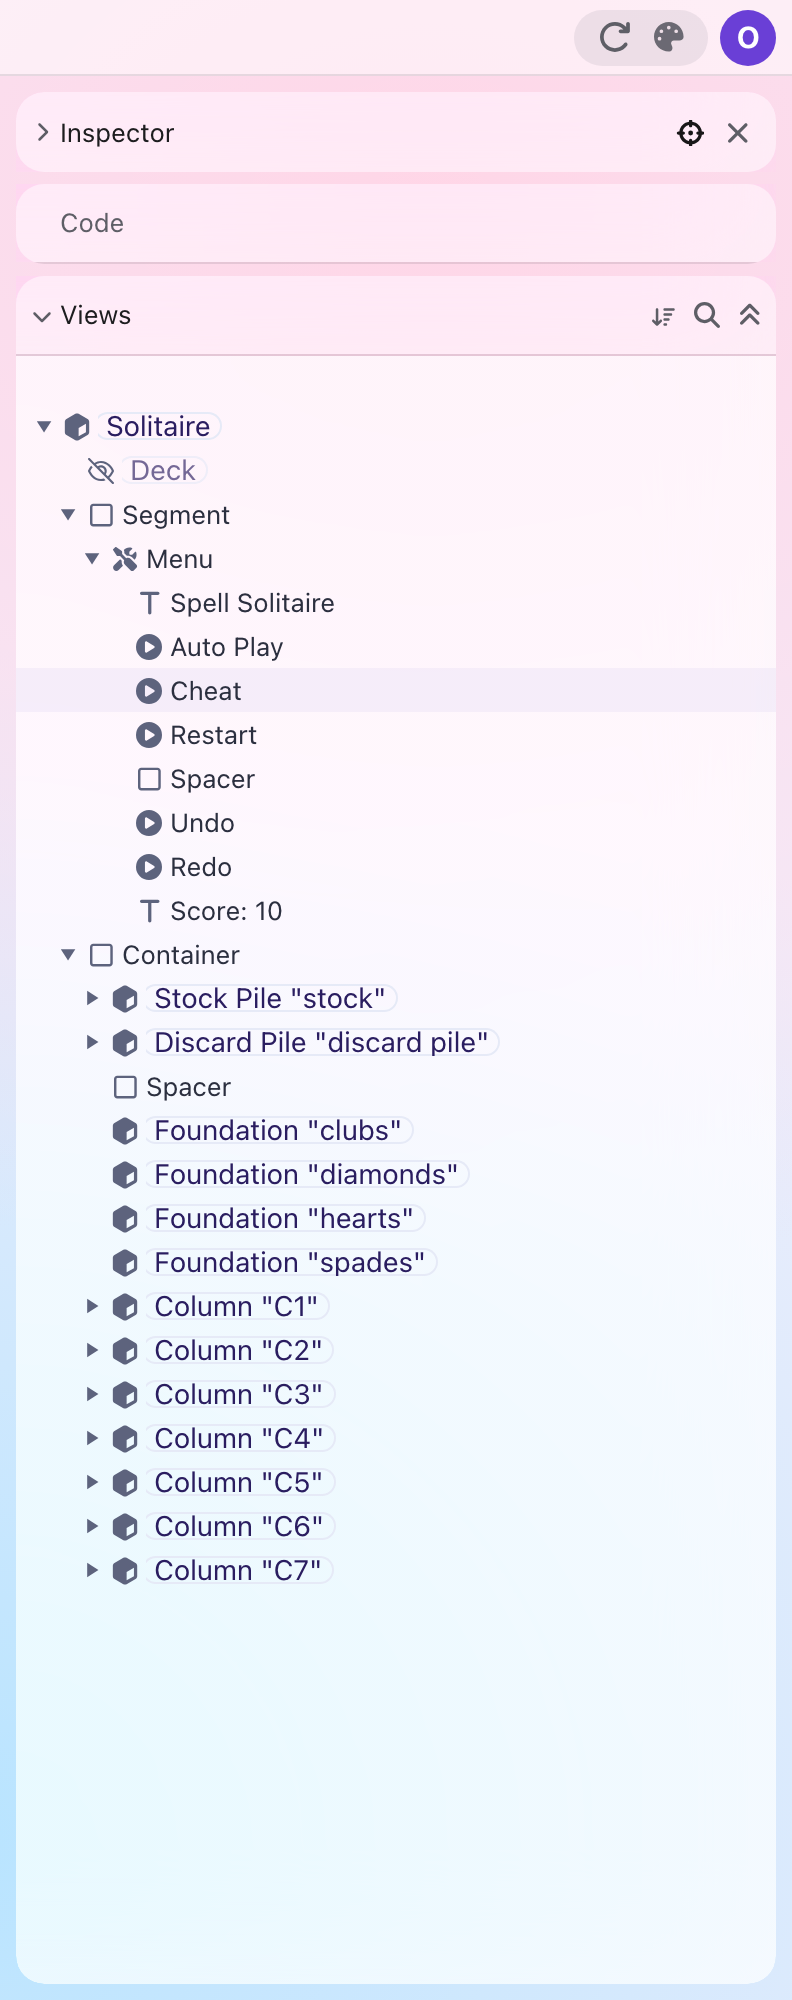 O
Inspector
Code
Views
Solitaire
Deck
Segment
Menu
Spell Solitaire
Auto Play
Cheat
Restart
Spacer
Undo
Redo
Score: 10
Container
Stock Pile "stock"
Discard Pile "discard pile"
Spacer
Foundation "clubs"
Foundation "diamonds"
Foundation "hearts"
Foundation "spades"
Column "C1"
Column "C2"
Column "C3"
Column "C4"
Column "C5"
Column "C6"
Column "C7"